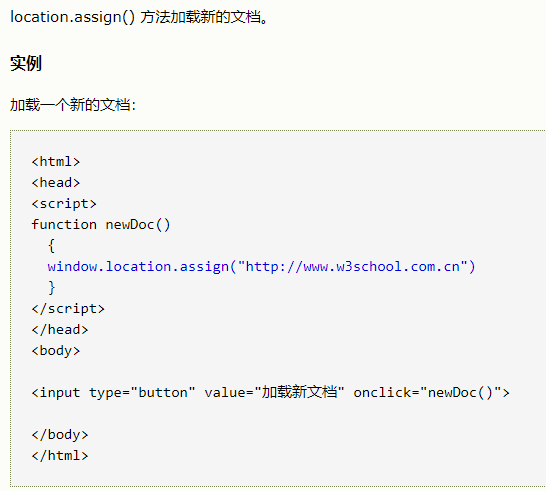 location.assign() 方法加载新的文档。
实例
加载一个新的文档：
<html>
<head>
<script>
function newDoc()
  {
  window.location.assign("http://www.w3school.com.cn")
  }
</script>
</head>
<body>
<input type="button" value="加载新文档" onclick="newDoc()">
</body>
</html>